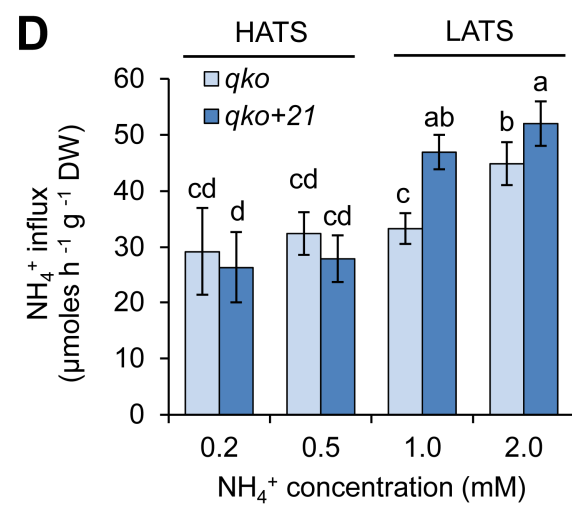 D
HATS
LATS
qko
qko+21
NH₄⁺ influx
(µmoles h ⁻¹ g ⁻¹ DW)
60
50
40
30
20
10
0
cd
d
cd
cd
c
ab
b
a
0.2
0.5
1.0
2.0
NH₄⁺ concentration (mM)